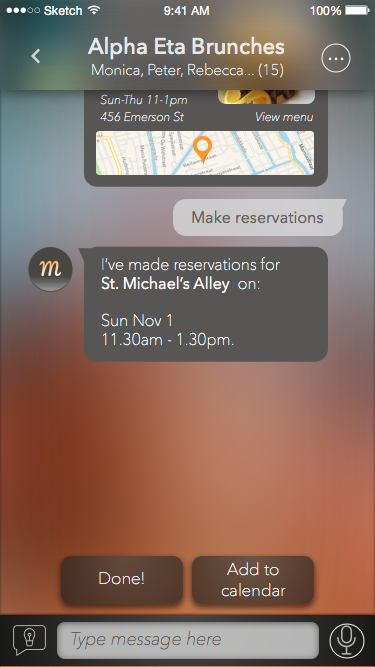 Sketch 9:41 AM 100%
Alpha Eta Brunches
Monica, Peter, Rebecca... (15)
Sun-Thu 11-1pm
456 Emerson St View menu
Make reservations
m
I've made reservations for
St. Michael's Alley on:
Sun Nov 1
11.30am - 1.30pm.
Done!
Add to
calendar
Type message here